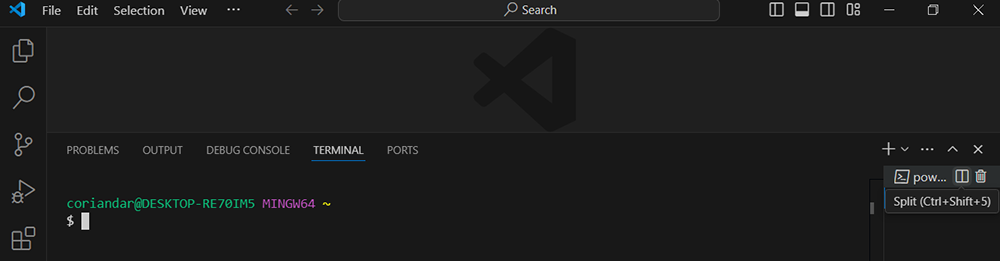 File Edit Selection View ... Search
PROBLEMS OUTPUT DEBUG CONSOLE TERMINAL PORTS
pow...
Split (Ctrl+Shift+5)
coriandar@DESKTOP-RE70IM5 MINGW64 ~
$